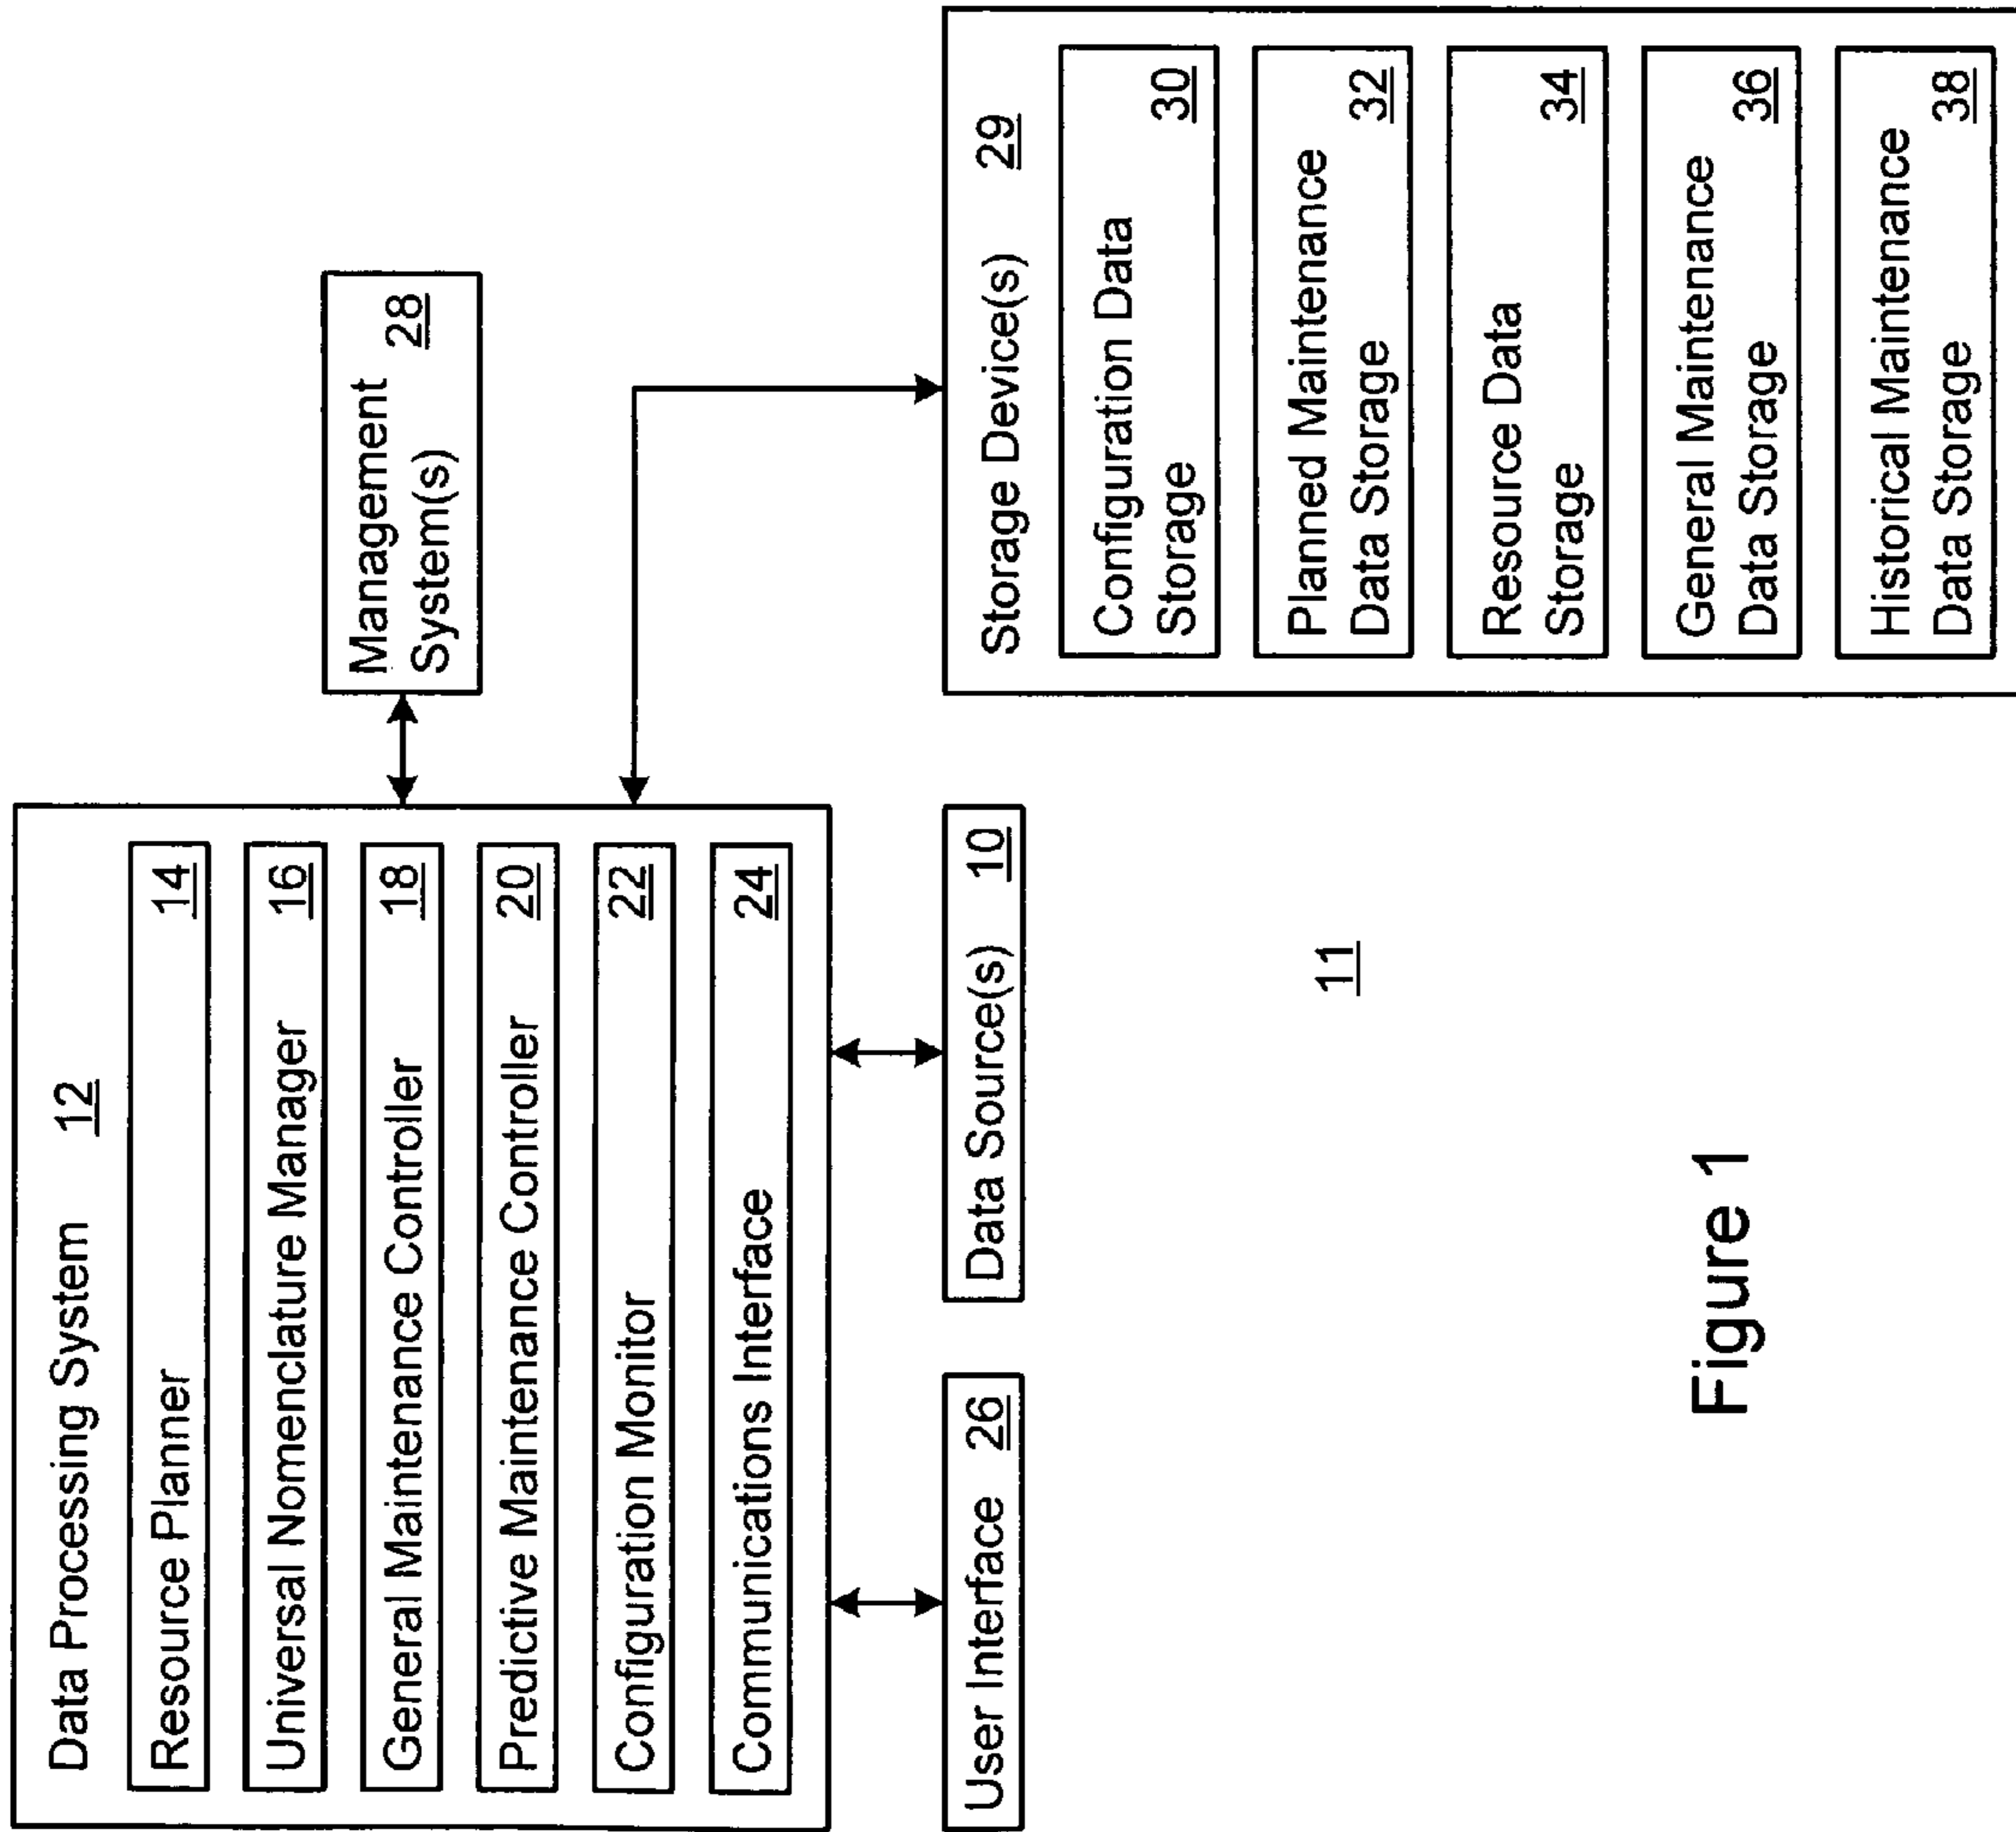 Data Processing System 12
Resource Planner 14
Universal Nomenclature Manager 16
General Maintenance Controller 18
Predictive Maintenance Controller 20
Configuration Monitor 22
Communications Interface 24
Management
System(s) 28
User Interface 26
Data Source(s) 10
Storage Device(s) 29
Configuration Data
Storage 30
Planned Maintenance
Data Storage 32
Resource Data
Storage 34
General Maintenance
Data Storage 36
Historical Maintenance
Data Storage 38
11
Figure 1